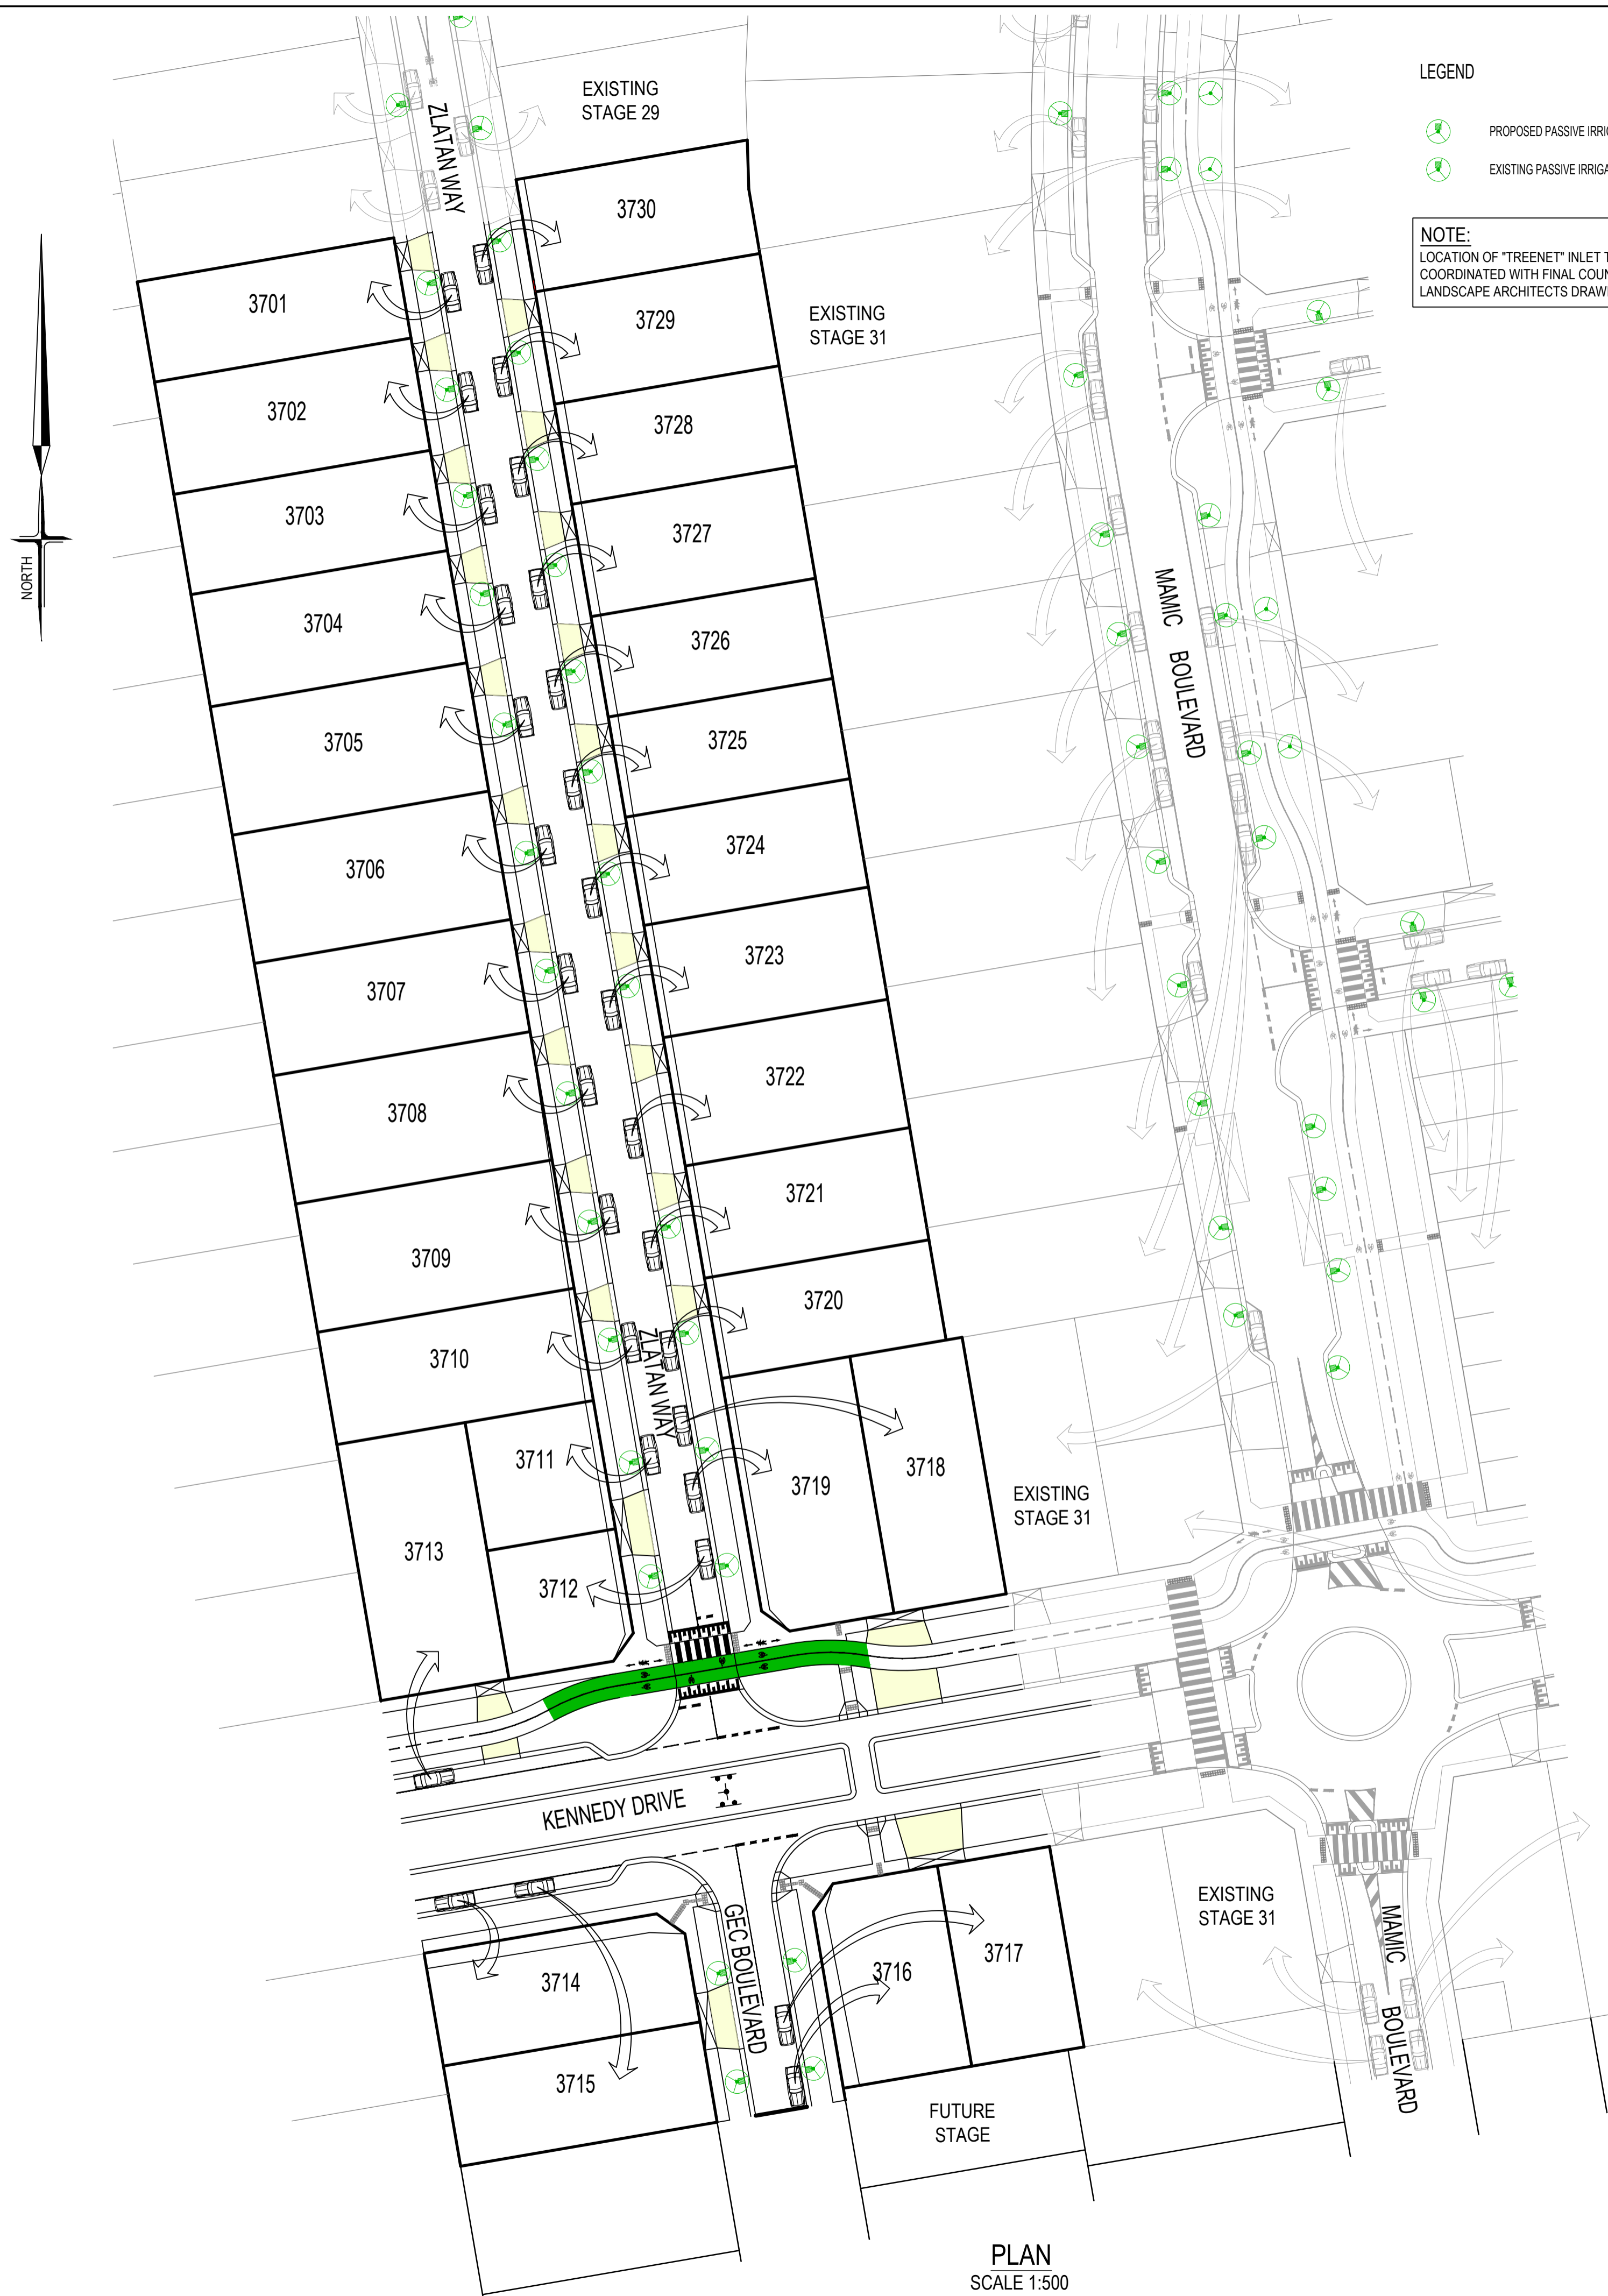 EXISTING
STAGE 29
ZLATAN WAY
LEGEND
PROPOSED PASSIVE
EXISTING PASSIVE
NOTE:
LOCATION OF "TREENET" INLET
COORDINATED WITH FINAL
LANDSCAPE ARCHITECTS
NORTH
3730
3701
3729
EXISTING
STAGE 31
3702
3728
3703
3727
3704
3726
MAMIC BOULEVARD
3705
3725
3706
3724
3707
3723
3708
3722
3709
3721
3710
3720
ZLATAN WAY
3711
3719
3718
3713
3712
EXISTING
STAGE 31
KENNEDY DRIVE
GEC BOULEVARD
3714
3715
3716
3717
EXISTING
STAGE 31
MAMIC BOULEVARD
FUTURE
STAGE
PLAN
SCALE 1:500